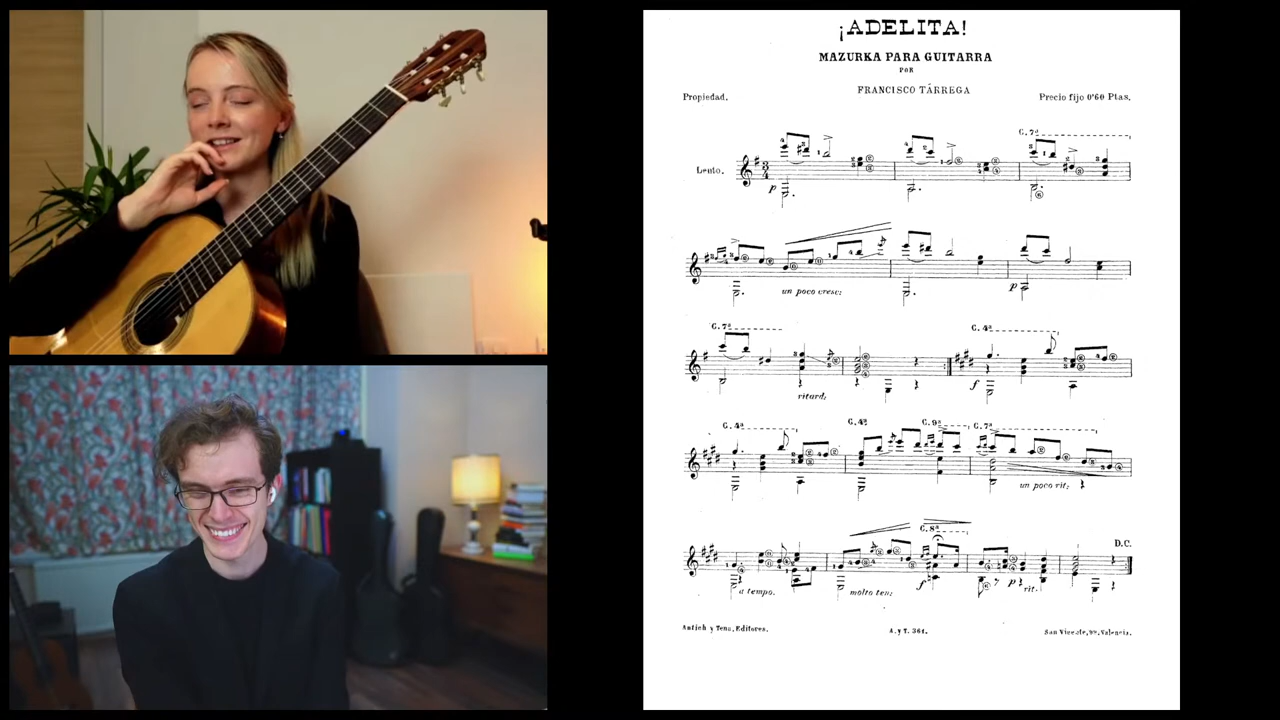 ¡ADELITA!
MAZURKA PARA GUITARRA
POR
FRANCISCO TÁRREGA
Propiedad. Precio fijo 0'60 Ptas.
C. 7ª
Lento.
p
un poco cresc:
p
C. 7ª C. 4ª
ritard; f
C. 4ª C. 4ª C. 9ª C. 7ª
un poco rit:
C. 8ª
D.C.
a tempo. molto ten: f p rit.
Antich y Tena, Editores. A. y T. 364. San Vicente, Valencia.